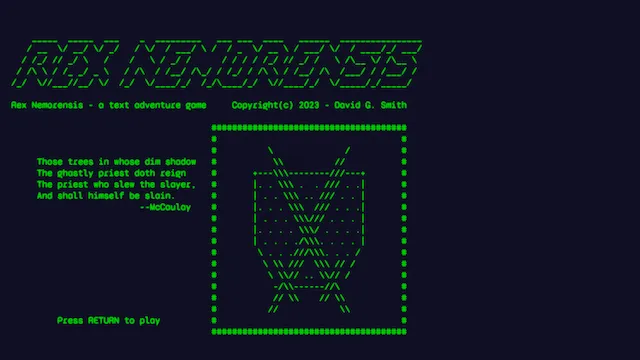 REX NEMORENSIS
Rex Nemorensis - a text adventure game Copyright(c) 2023 - David G. Smith
Those trees in whose dim shadow
The ghastly priest doth reign
The priest who slew the slayer,
And shall himself be slain.
--McCaulay
Press RETURN to play